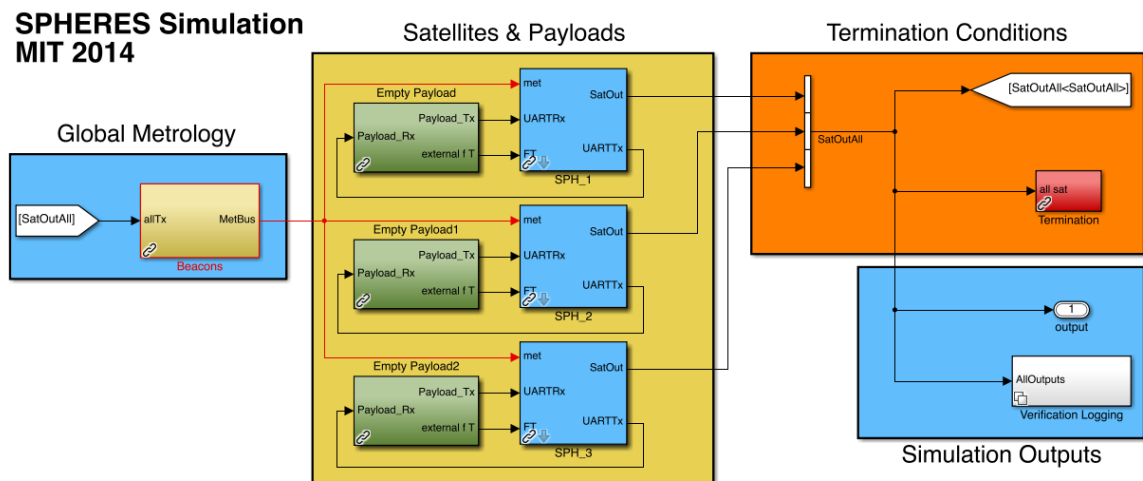 SPHERES Simulation
MIT 2014
Satellites & Payloads
Termination Conditions
Global Metrology
[SatOutAll]
allTx
MetBus
Beacons
Empty Payload
Payload_Tx
Payload_Rx
external f T
met
SatOut
UARTRx
UARTTx
FT
SPH_1
Empty Payload1
Payload_Tx
Payload_Rx
external f T
met
SatOut
UARTRx
UARTTx
FT
SPH_2
Empty Payload2
Payload_Tx
Payload_Rx
external f T
met
SatOut
UARTRx
UARTTx
FT
SPH_3
SatOutAll
[SatOutAll<SatOutAll>]
all sat
Termination
1
output
AllOutputs
Verification Logging
Simulation Outputs